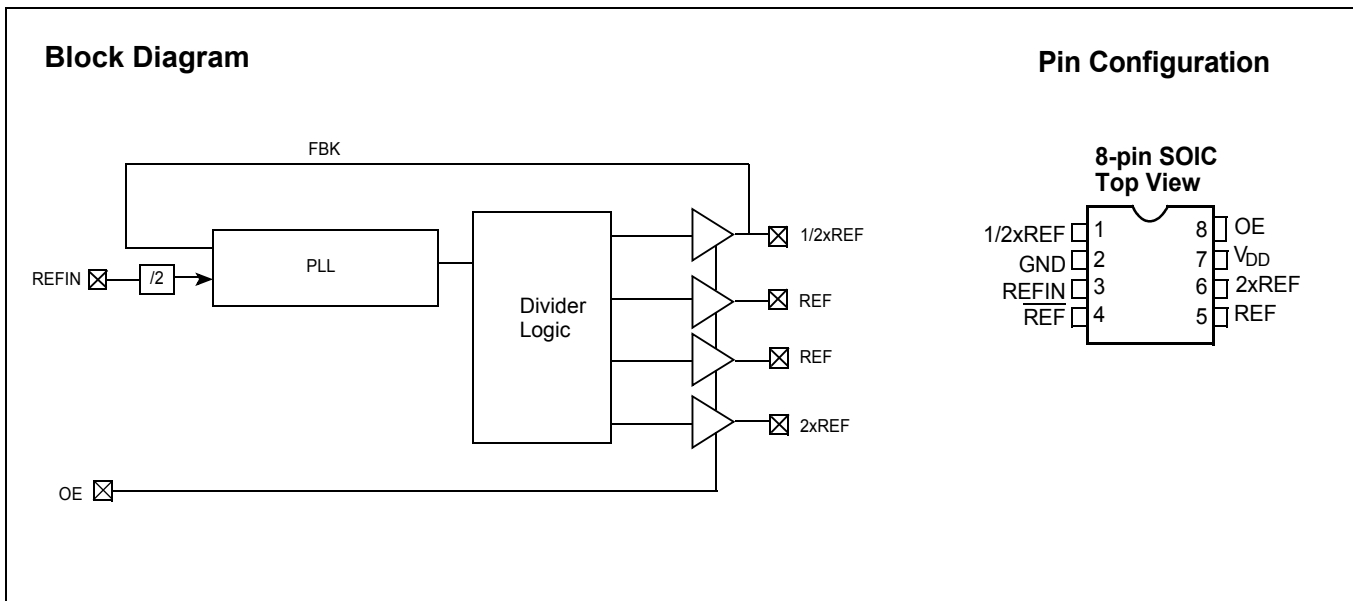 Block Diagram
FBK
PLL
REFIN
/2
Divider
Logic
1/2xREF
REF
REF
2xREF
OE
Pin Configuration
8-pin SOIC
Top View
1/2xREF 1 8 OE
GND 2 7 VDD
REFIN 3 6 2xREF
R̅E̅F̅ 4 5 REF